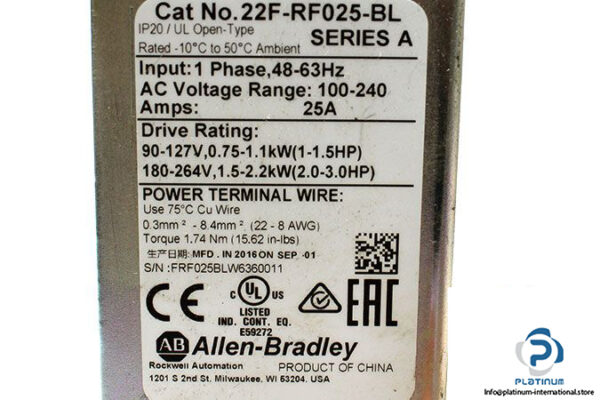 Cat No.22F-RF025-BL
IP20 / UL Open-Type SERIES A
Rated -10°C to 50°C Ambient
Input:1 Phase,48-63Hz
AC Voltage Range: 100-240
Amps: 25A
Drive Rating:
90-127V,0.75-1.1kW(1-1.5HP)
180-264V,1.5-2.2kW(2.0-3.0HP)
POWER TERMINAL WIRE:
Use 75°C Cu Wire
0.3mm² - 8.4mm² (22 - 8 AWG)
Torque 1.74 Nm (15.62 in-lbs)
生产日期: MFD . IN 2016 ON SEP. -01
S/N :FRF025BLW6360011
CE
C UL US
LISTED
IND. CONT. EQ.
E59272
EAC
AB Allen-Bradley
Rockwell Automation PRODUCT OF CHINA
1201 S 2nd St. Milwaukee, WI 53204. USA
PLATINUM
INTERNATIONAL
Info@platinum-international.store